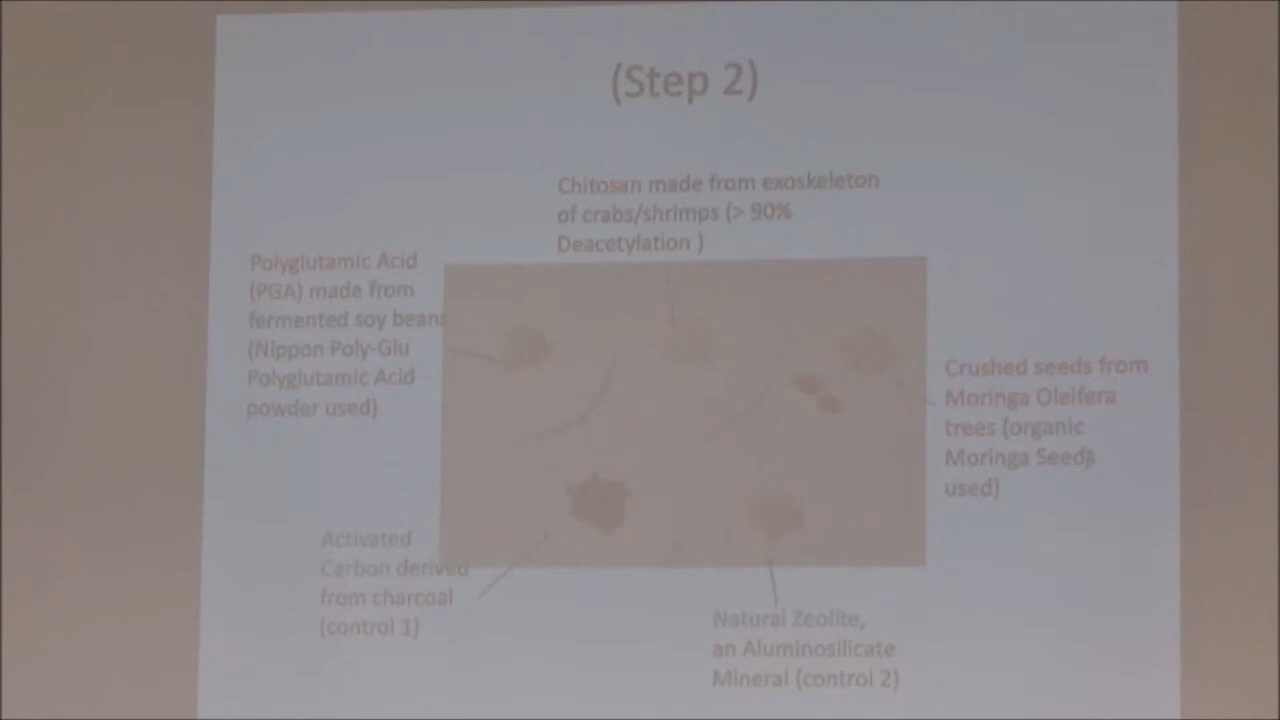 (Step 2)
Chitosan made from exoskeleton
of crabs/shrimps (> 90%
Deacetylation )
Polyglutamic Acid
(PGA) made from
fermented soy beans
(Nippon Poly-Glu
Polyglutamic Acid
powder used)
Crushed seeds from
Moringa Oleifera
trees (organic
Moringa Seeds
used)
Activated
Carbon derived
from charcoal
(control 1)
Natural Zeolite,
an Aluminosilicate
Mineral (control 2)